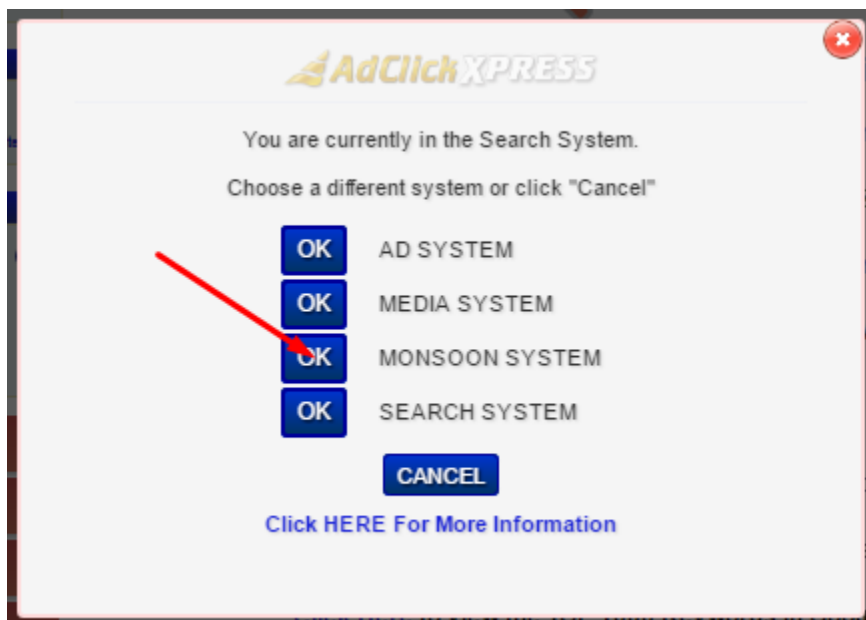 AdClickXPRESS
You are currently in the Search System.
Choose a different system or click "Cancel"
OK AD SYSTEM
OK MEDIA SYSTEM
OK MONSOON SYSTEM
OK SEARCH SYSTEM
CANCEL
Click HERE For More Information